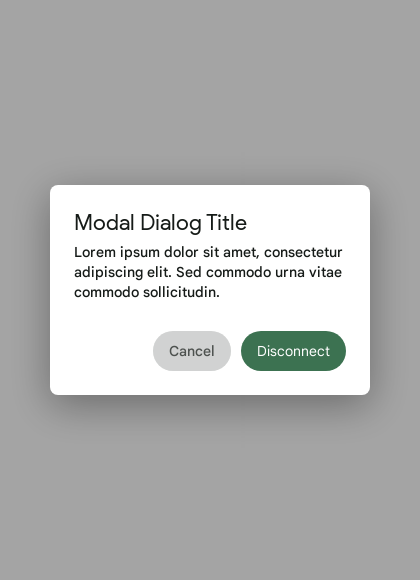 Modal Dialog Title
Lorem ipsum dolor sit amet, consectetur
adipiscing elit. Sed commodo urna vitae
commodo sollicitudin.
Cancel
Disconnect